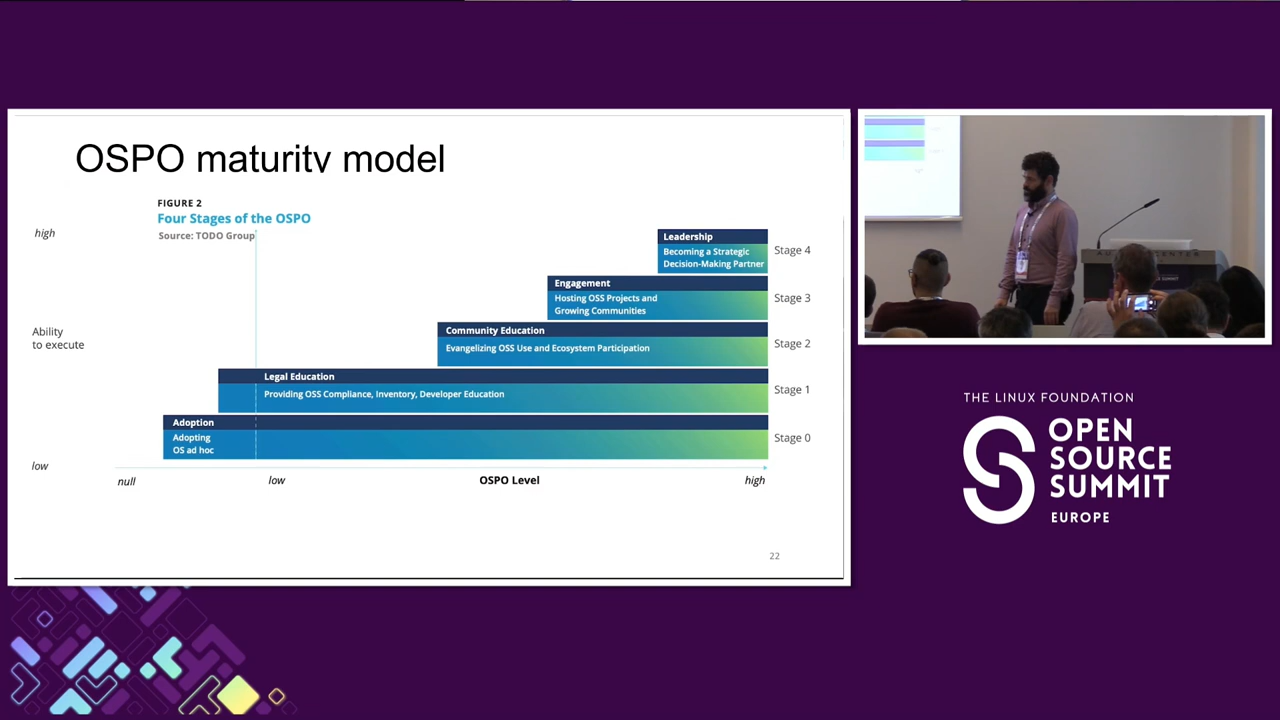 OSPO maturity model
FIGURE 2
Four Stages of the OSPO
Source: TODO Group
high
Ability
to execute
low
Leadership
Becoming a Strategic
Decision-Making Partner
Stage 4
Engagement
Hosting OSS Projects and
Growing Communities
Stage 3
Community Education
Evangelizing OSS Use and Ecosystem Participation
Stage 2
Legal Education
Providing OSS Compliance, Inventory, Developer Education
Stage 1
Adoption
Adopting
OS ad hoc
Stage 0
null
low
OSPO Level
high
22
THE LINUX FOUNDATION
OPEN
SOURCE
SUMMIT
EUROPE